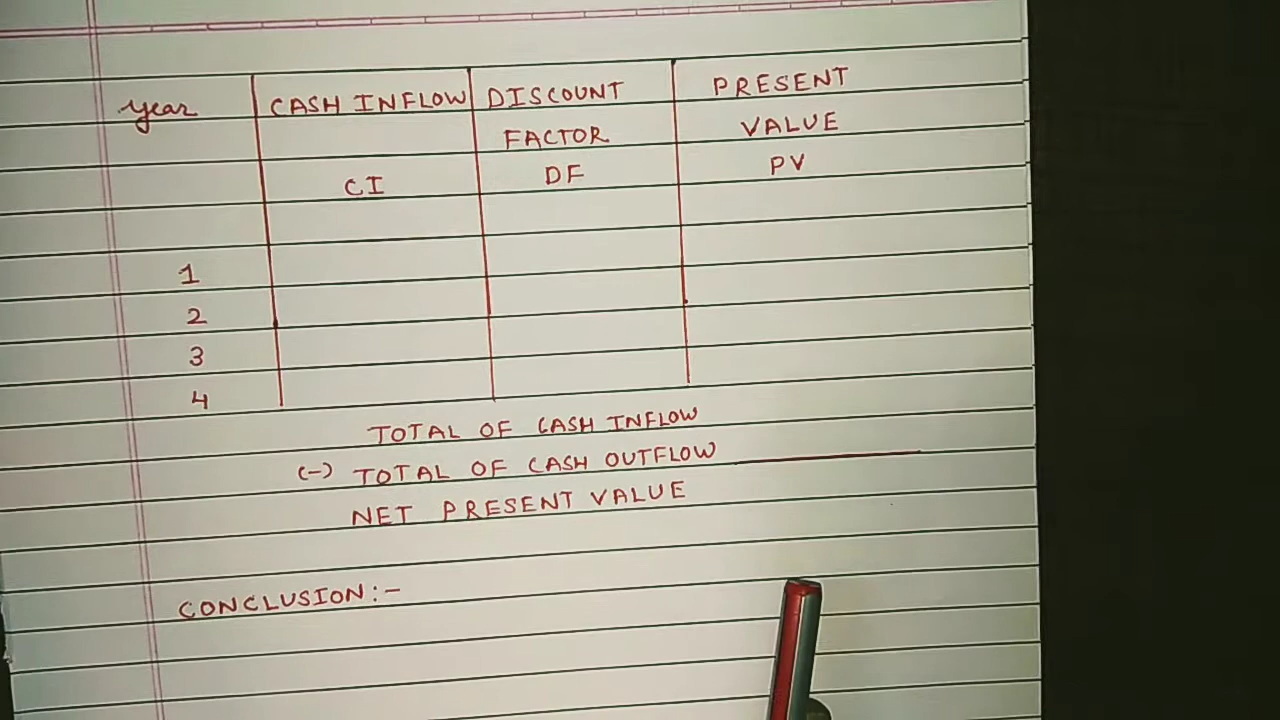 year CASH INFLOW DISCOUNT PRESENT
FACTOR VALUE
CI DF PV
1
2
3
4
TOTAL OF CASH INFLOW
(-) TOTAL OF CASH OUTFLOW
NET PRESENT VALUE
CONCLUSION:-